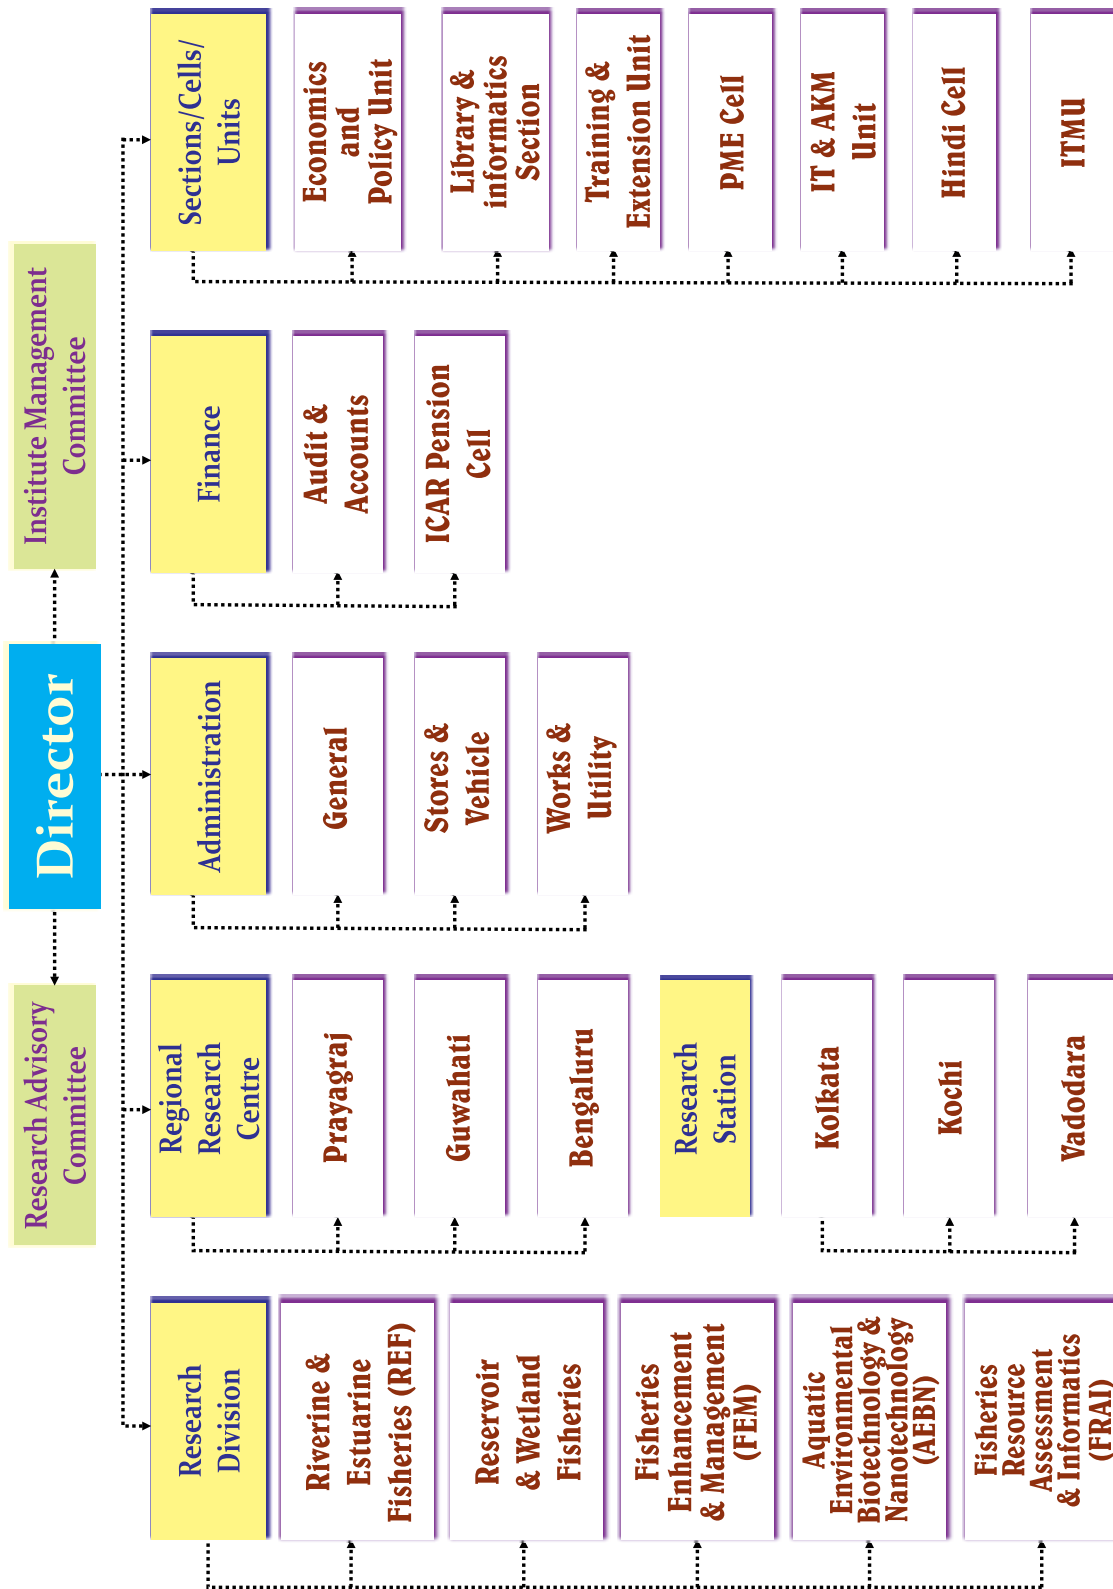 Director
Research Advisory
Committee
Institute Management
Committee
Research
Division
Riverine &
Estuarine
Fisheries (REF)
Reservoir
& Wetland
Fisheries
Fisheries
Enhancement
& Management
(FEM)
Aquatic
Environmental
Biotechnology &
Nanotechnology
(AEBN)
Fisheries
Resource
Assessment
& Informatics
(FRAI)
Regional
Research
Centre
Prayagraj
Guwahati
Bengaluru
Research
Station
Kolkata
Kochi
Vadodara
Administration
General
Stores &
Vehicle
Works &
Utility
Finance
Audit &
Accounts
ICAR Pension
Cell
Sections/Cells/
Units
Economics
and
Policy Unit
Library &
informatics
Section
Training &
Extension Unit
PME Cell
IT & AKM
Unit
Hindi Cell
ITMU